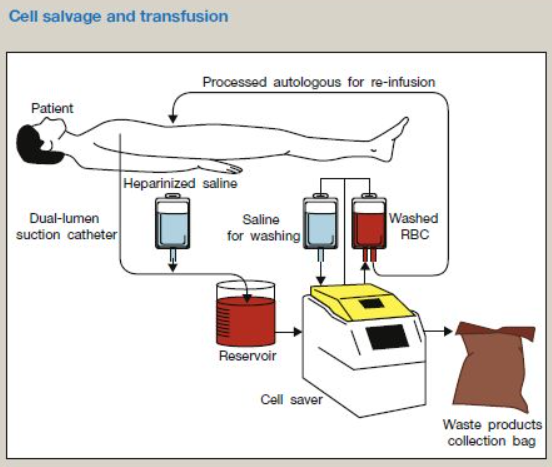 Cell salvage and transfusion
Processed autologous for re-infusion
Patient
Heparinized saline
Dual-lumen
suction catheter
Saline
for washing
Washed
RBC
Reservoir
Cell saver
Waste products
collection bag